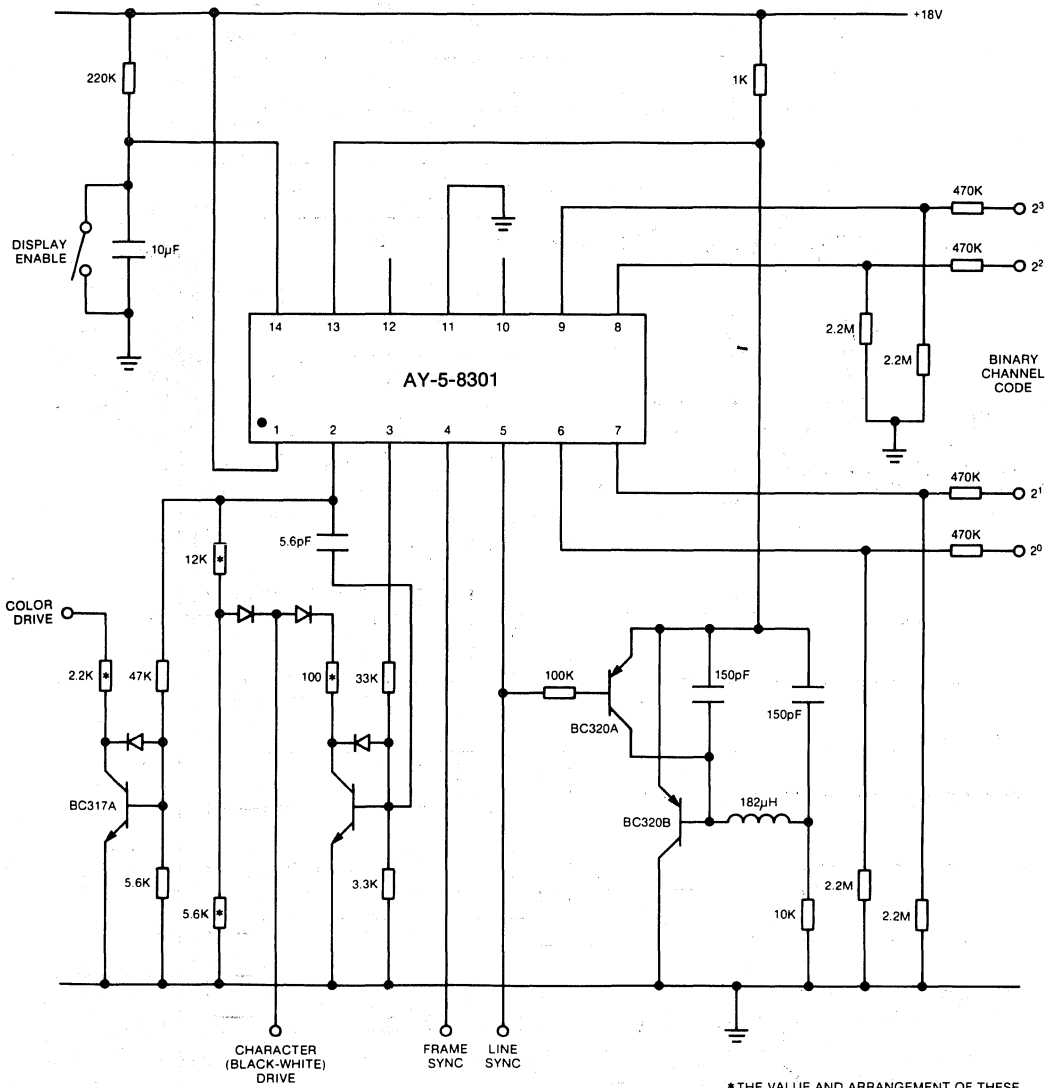 +18V
220K
1K
DISPLAY
ENABLE
10µF
470K
2³
470K
2²
14 13 12 11 10 9 8
2.2M
2.2M
BINARY
CHANNEL
CODE
AY-5-8301
1 2 3 4 5 6 7
470K
2¹
470K
2⁰
12K
*
5.6pF
COLOR
DRIVE
2.2K
*
47K
100
*
33K
100K
150pF
150pF
BC320A
BC317A
182µH
BC320B
5.6K
5.6K
*
3.3K
2.2M
10K
2.2M
CHARACTER
(BLACK-WHITE)
DRIVE
FRAME
SYNC
LINE
SYNC
*THE VALUE AND ARRANGEMENT OF THESE